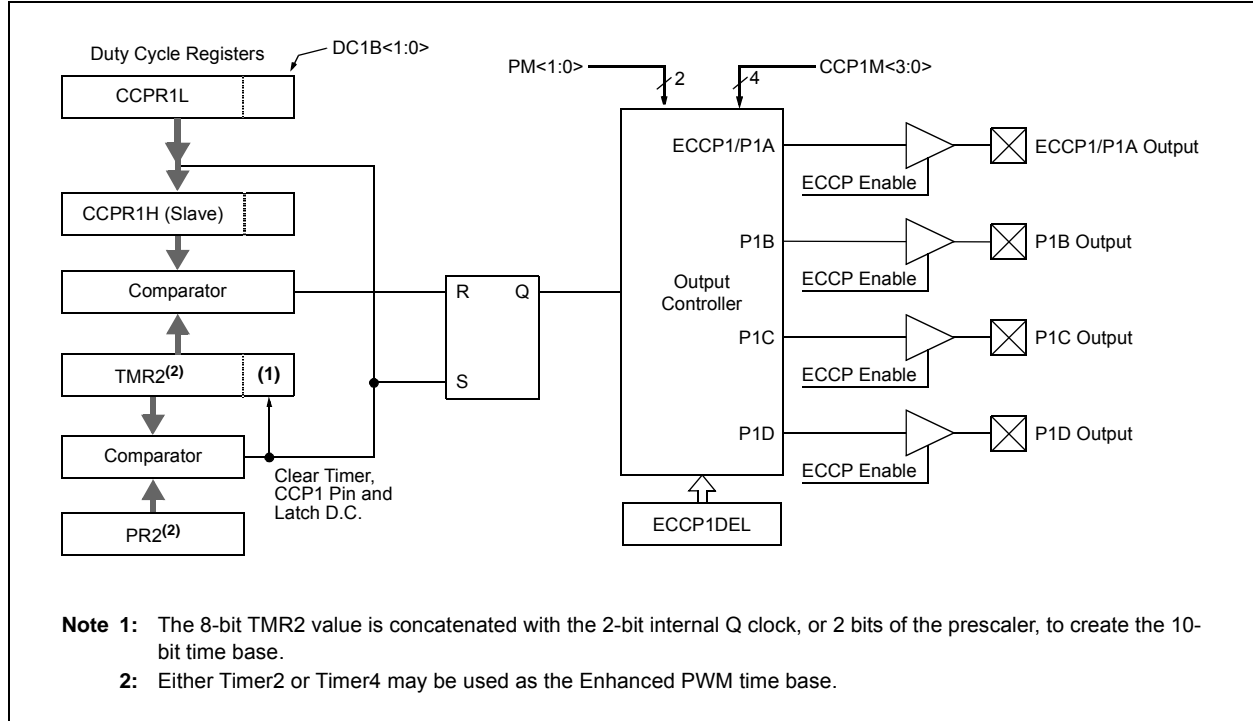 Duty Cycle Registers
DC1B<1:0>
CCPR1L
CCPR1H (Slave)
Comparator
TMR2(2)
(1)
Comparator
Clear Timer,
CCP1 Pin and
Latch D.C.
PR2(2)
R
Q
S
PM<1:0>
2
4
CCP1M<3:0>
ECCP1/P1A
P1B
Output
Controller
P1C
P1D
ECCP1DEL
ECCP Enable
ECCP1/P1A Output
ECCP Enable
P1B Output
ECCP Enable
P1C Output
ECCP Enable
P1D Output
Note 1: The 8-bit TMR2 value is concatenated with the 2-bit internal Q clock, or 2 bits of the prescaler, to create the 10-
bit time base.
2: Either Timer2 or Timer4 may be used as the Enhanced PWM time base.